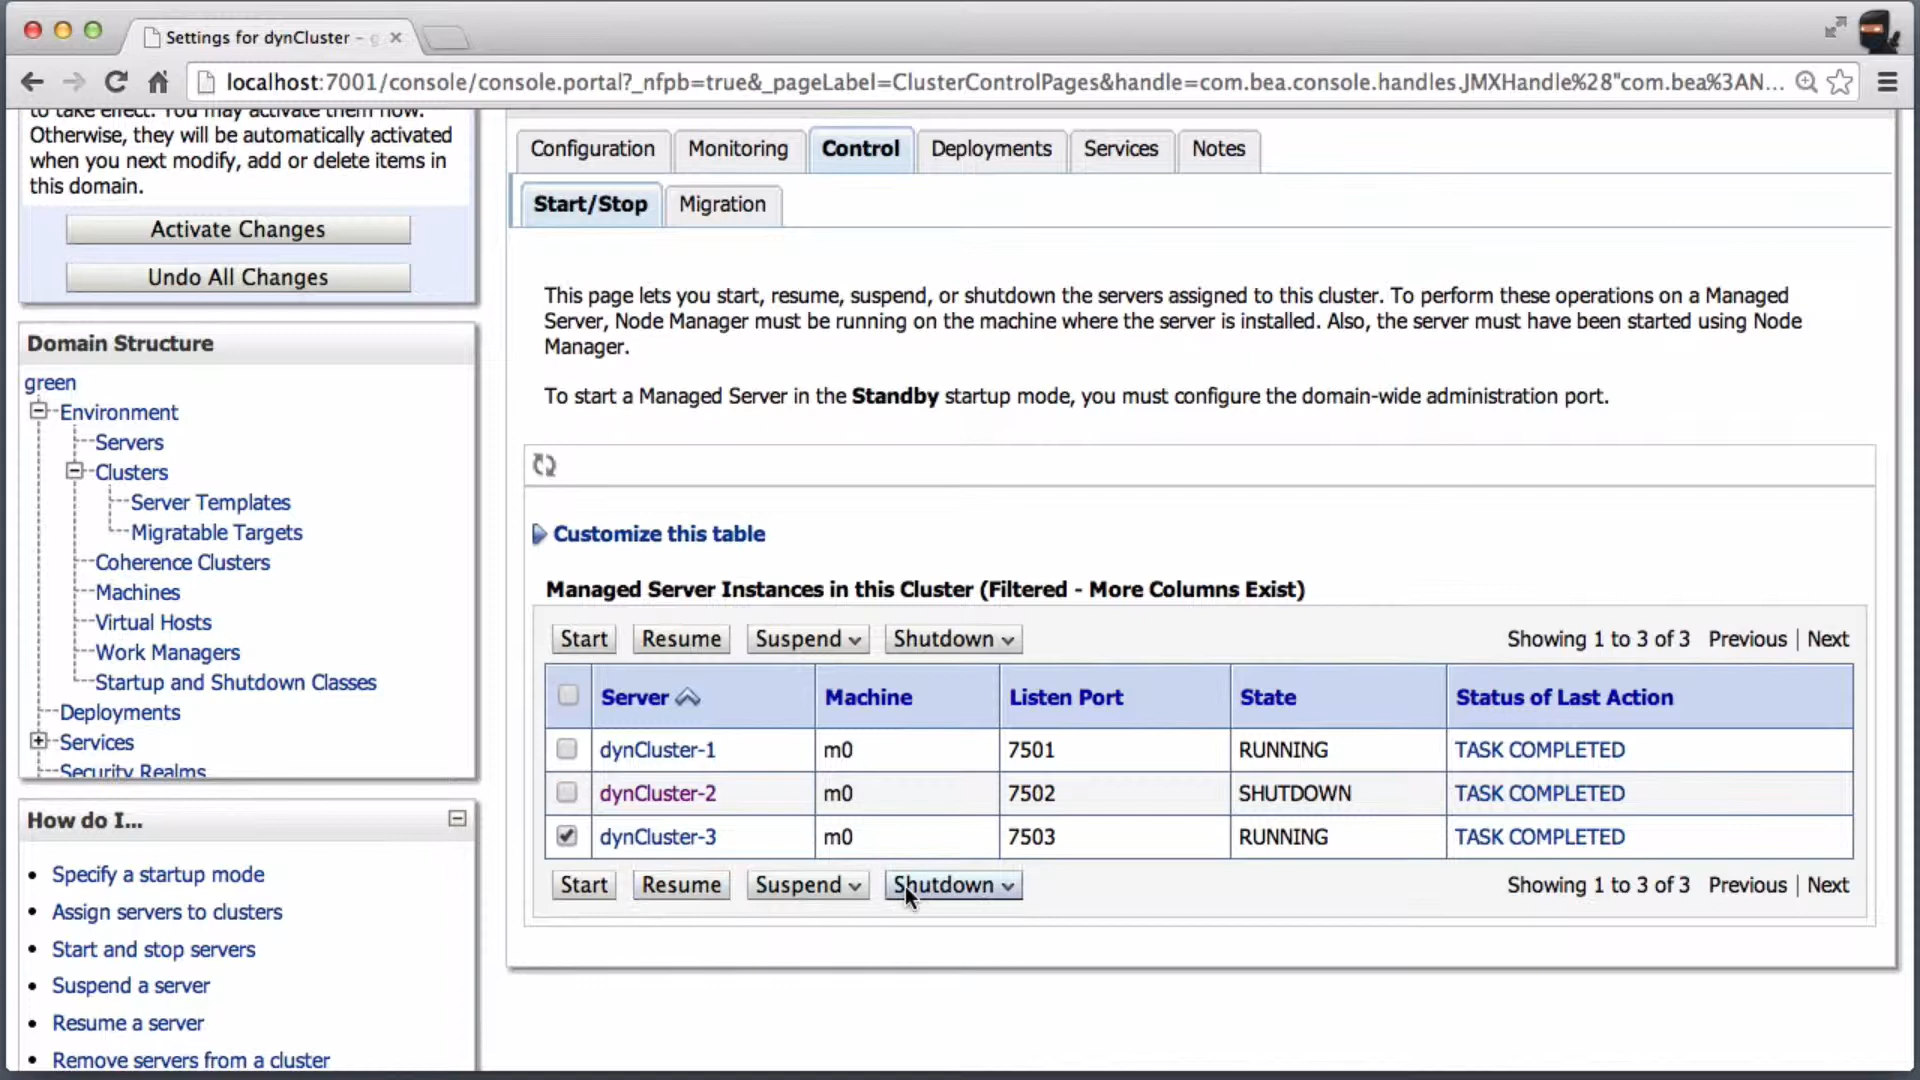 Settings for dynCluster – g
localhost:7001/console/console.portal?_nfpb=true&_pageLabel=ClusterControlPages&handle=com.bea.console.handles.JMXHandle%28"com.bea%3AN...
to take effect. You may activate them now.
Otherwise, they will be automatically activated
when you next modify, add or delete items in
this domain.
Activate Changes
Undo All Changes
Domain Structure
green
Environment
Servers
Clusters
Server Templates
Migratable Targets
Coherence Clusters
Machines
Virtual Hosts
Work Managers
Startup and Shutdown Classes
Deployments
Services
Security Realms
How do I...
• Specify a startup mode
• Assign servers to clusters
• Start and stop servers
• Suspend a server
• Resume a server
• Remove servers from a cluster
Configuration Monitoring Control Deployments Services Notes
Start/Stop Migration
This page lets you start, resume, suspend, or shutdown the servers assigned to this cluster. To perform these operations on a Managed
Server, Node Manager must be running on the machine where the server is installed. Also, the server must have been started using Node
Manager.
To start a Managed Server in the Standby startup mode, you must configure the domain-wide administration port.
Customize this table
Managed Server Instances in this Cluster (Filtered - More Columns Exist)
Start Resume Suspend Shutdown Showing 1 to 3 of 3 Previous | Next
Server Machine Listen Port State Status of Last Action
dynCluster-1 m0 7501 RUNNING TASK COMPLETED
dynCluster-2 m0 7502 SHUTDOWN TASK COMPLETED
dynCluster-3 m0 7503 RUNNING TASK COMPLETED
Start Resume Suspend Shutdown Showing 1 to 3 of 3 Previous | Next